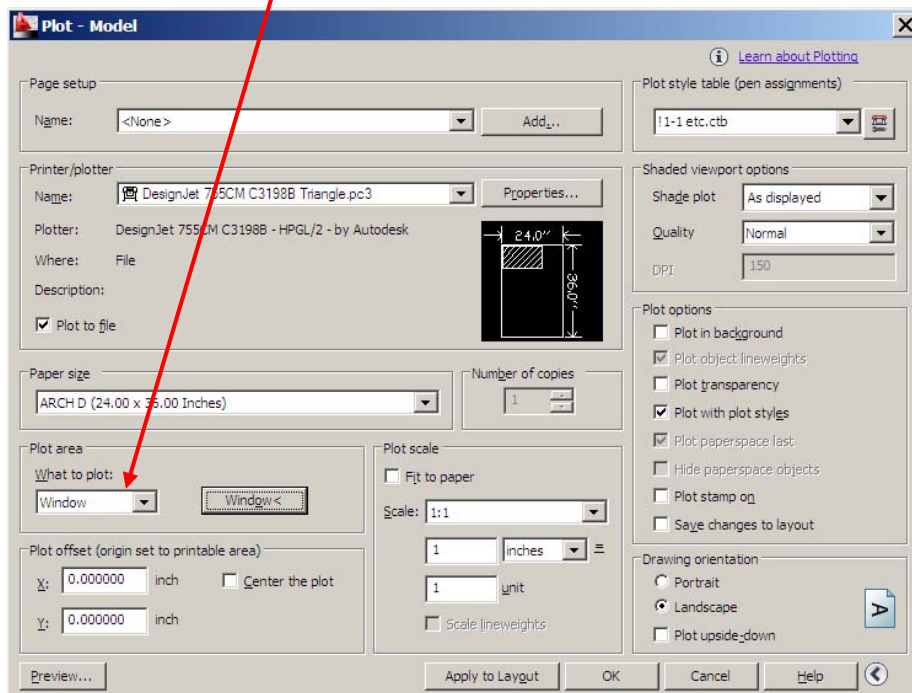 Plot - Model
Learn about Plotting
Page setup
Name: <None> Add...
Plot style table (pen assignments)
!1-1 etc.ctb
Printer/plotter
Name: DesignJet 755CM C3198B Triangle.pc3 Properties...
Plotter: DesignJet 755CM C3198B - HPGL/2 - by Autodesk
Where: File
Description:
Plot to file
24.0″
36.0″
Shaded viewport options
Shade plot As displayed
Quality Normal
DPI 150
Paper size
ARCH D (24.00 x 36.00 Inches)
Number of copies
1
Plot options
Plot in background
Plot object lineweights
Plot transparency
Plot with plot styles
Plot paperspace last
Hide paperspace objects
Plot stamp on
Save changes to layout
Plot area
What to plot:
Window Window<
Plot scale
Fit to paper
Scale: 1:1
1 inches =
1 unit
Scale lineweights
Plot offset (origin set to printable area)
X: 0.000000 inch Center the plot
Y: 0.000000 inch
Drawing orientation
Portrait
Landscape
Plot upside-down
A
Preview... Apply to Layout OK Cancel Help